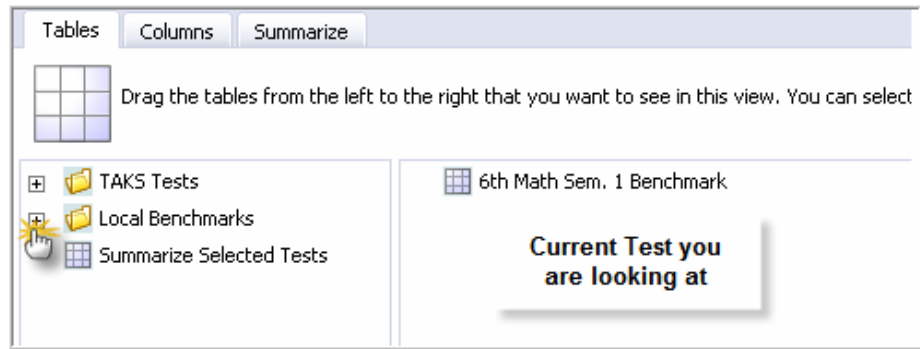 Tables Columns Summarize
Drag the tables from the left to the right that you want to see in this view. You can select
TAKS Tests
Local Benchmarks
Summarize Selected Tests
6th Math Sem. 1 Benchmark
Current Test you
are looking at